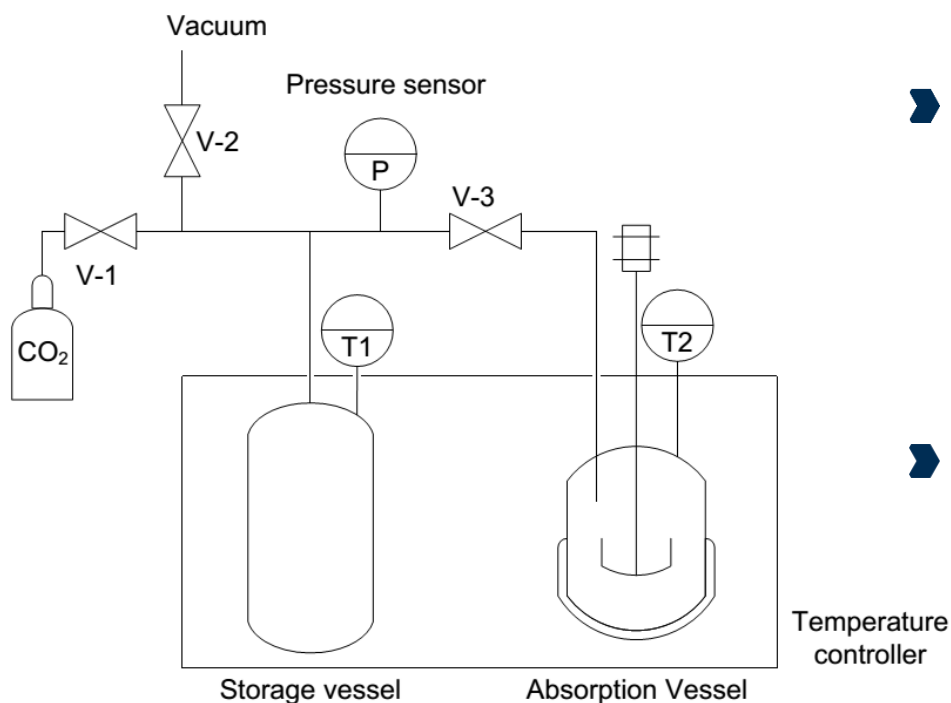 Vacuum
Pressure sensor
V-2
P
V-3
V-1
CO₂
T1
T2
Temperature
controller
Storage vessel
Absorption Vessel